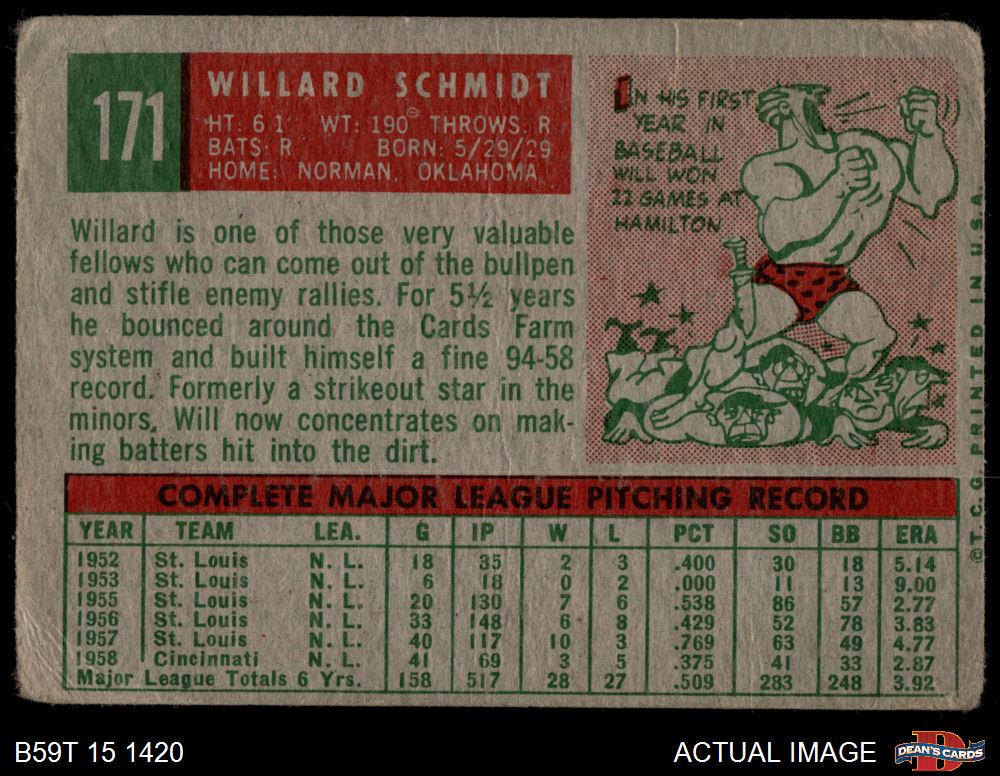 171
WILLARD SCHMIDT
HT: 6 1" WT: 190 THROWS: R
BATS: R BORN: 5/29/29
HOME: NORMAN, OKLAHOMA
Willard is one of those very valuable
fellows who can come out of the bullpen
and stifle enemy rallies. For 5½ years
he bounced around the Cards Farm
system and built himself a fine 94-58
record. Formerly a strikeout star in the
minors, Will now concentrates on mak-
ing batters hit into the dirt.
IN HIS FIRST
YEAR IN
BASEBALL
WILL WON
22 GAMES AT
HAMILTON
©T.C.G. PRINTED IN U.S.A.
COMPLETE MAJOR LEAGUE PITCHING RECORD
YEAR TEAM LEA. G IP W L PCT SO BB ERA
1952 St. Louis N. L. 18 35 2 3 .400 30 18 5.14
1953 St. Louis N. L. 6 18 0 2 .000 11 13 9.00
1955 St. Louis N. L. 20 130 7 6 .538 86 57 2.77
1956 St. Louis N. L. 33 148 6 8 .429 52 78 3.83
1957 St. Louis N. L. 40 117 10 3 .769 63 49 4.77
1958 Cincinnati N. L. 41 69 3 5 .375 41 33 2.87
Major League Totals 6 Yrs. 158 517 28 27 .509 283 248 3.92
B59T 15 1420
ACTUAL IMAGE
DEAN'S CARDS